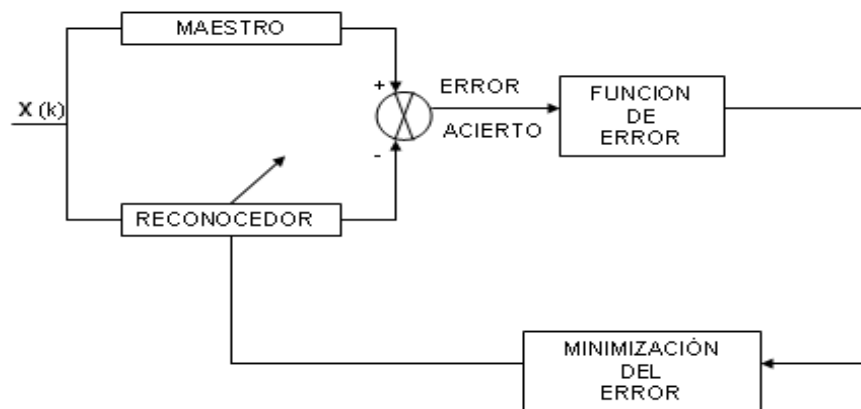 MAESTRO
X (k)
+
ERROR
ACIERTO
-
FUNCION
DE
ERROR
RECONOCEDOR
MINIMIZACIÓN
DEL
ERROR